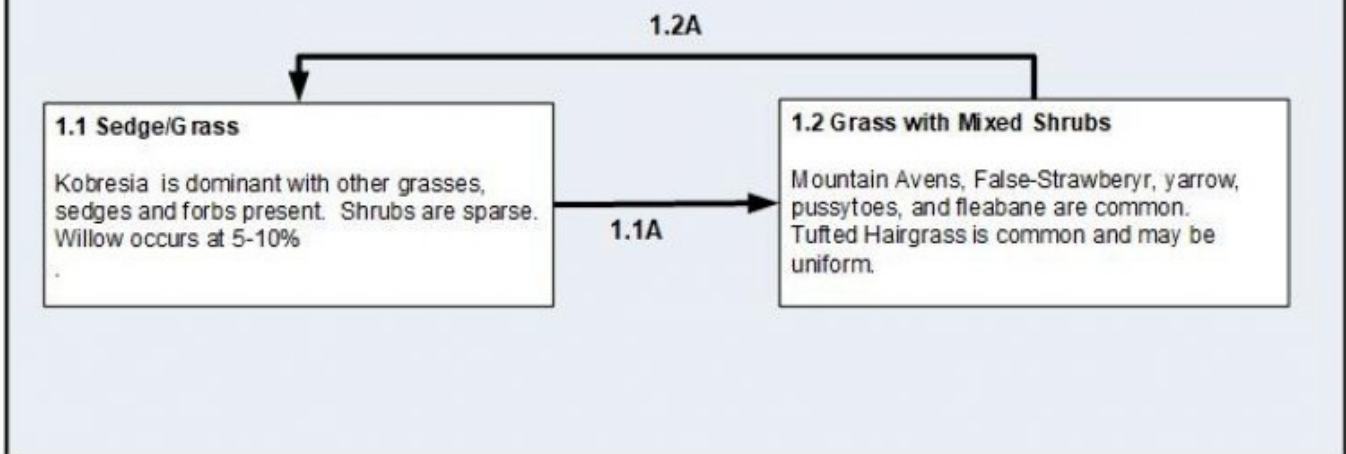 1.2A
1.1 Sedge/Grass
Kobresia is dominant with other grasses,
sedges and forbs present. Shrubs are sparse.
Willow occurs at 5-10%
.
1.1A
1.2 Grass with Mixed Shrubs
Mountain Avens, False-Strawberyr, yarrow,
pussytoes, and fleabane are common.
Tufted Hairgrass is common and may be
uniform.